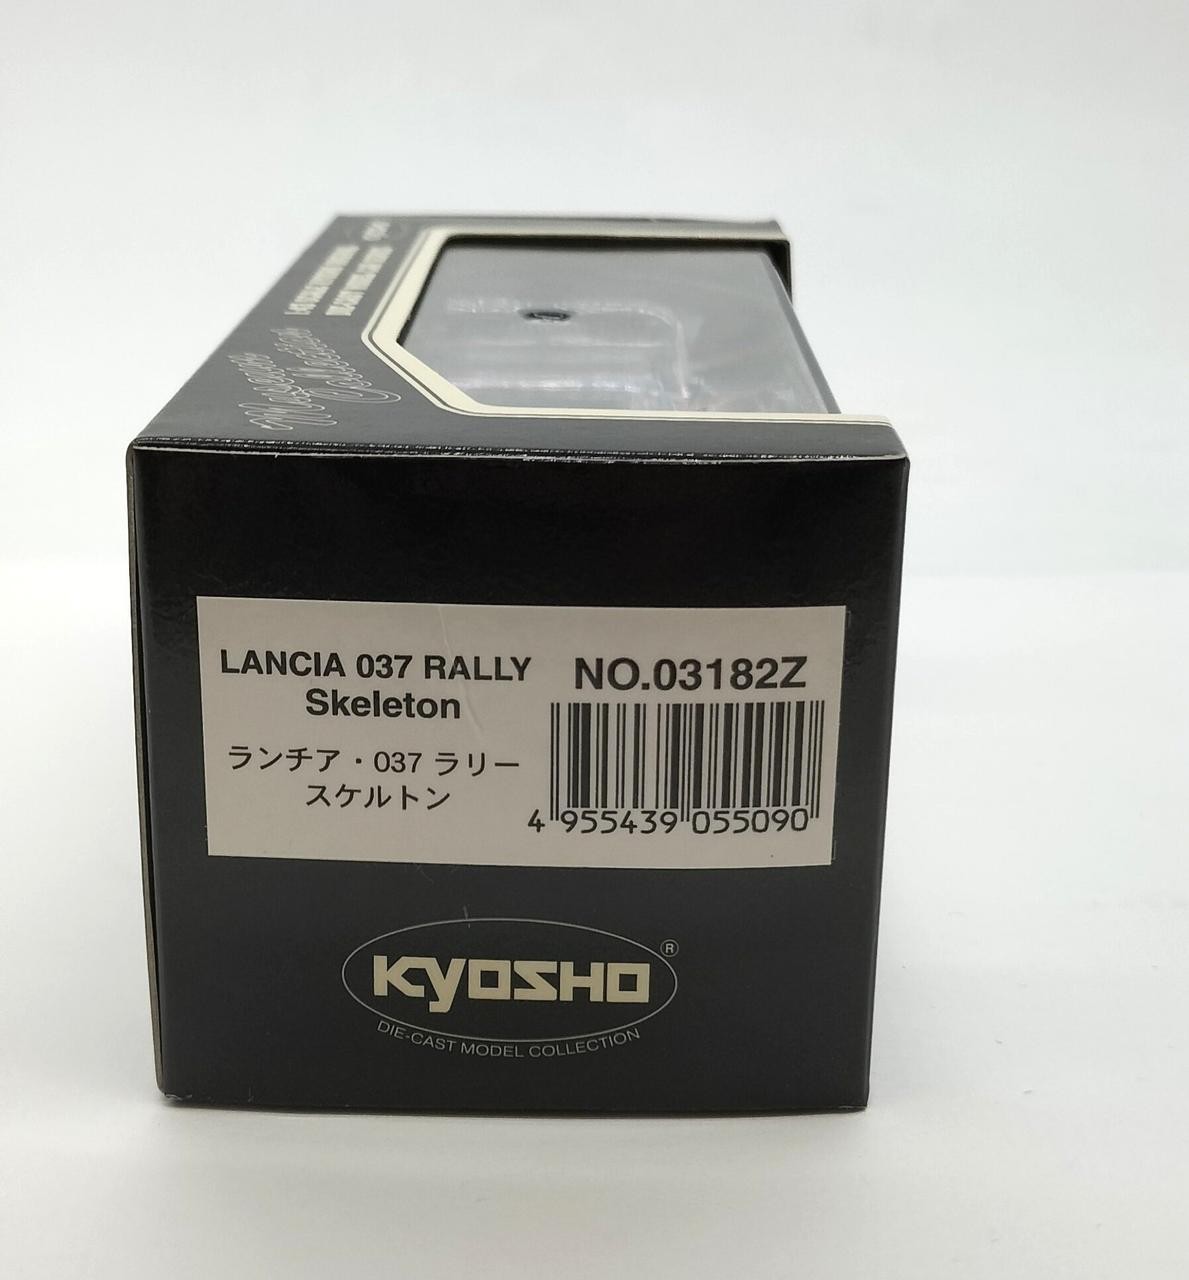 Collection
LANCIA 037 RALLY
Skeleton
NO.03182Z
ランチア・037 ラリー
スケルトン
4 955439 055090
KYOSHO ®
DIE-CAST MODEL COLLECTION